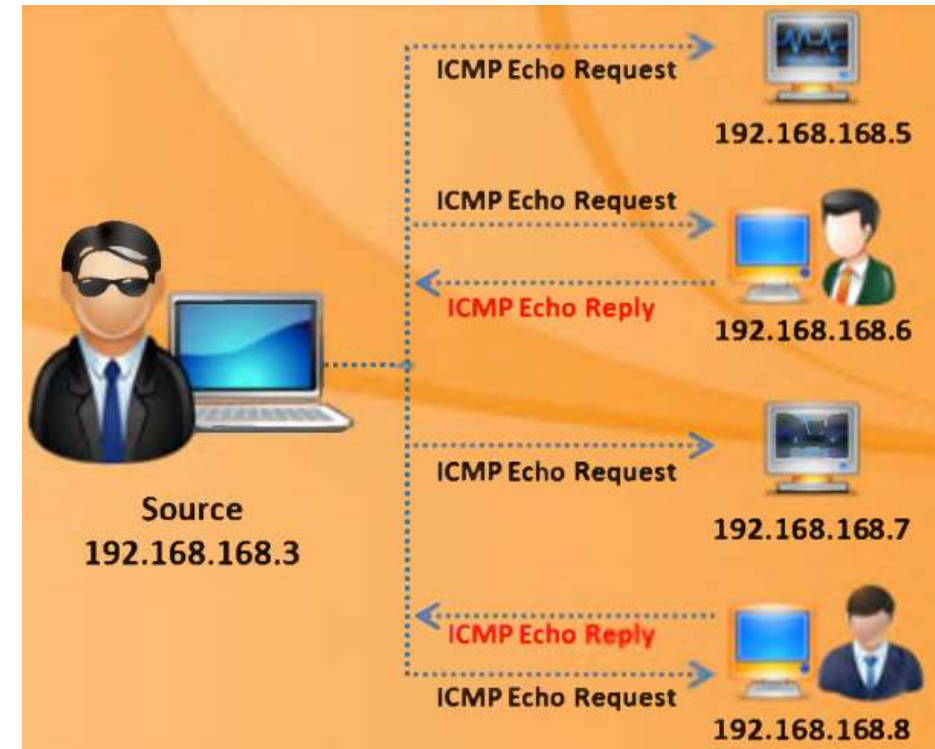 ICMP Echo Request
192.168.168.5
ICMP Echo Request
ICMP Echo Reply
192.168.168.6
Source
192.168.168.3
ICMP Echo Request
192.168.168.7
ICMP Echo Reply
ICMP Echo Request
192.168.168.8